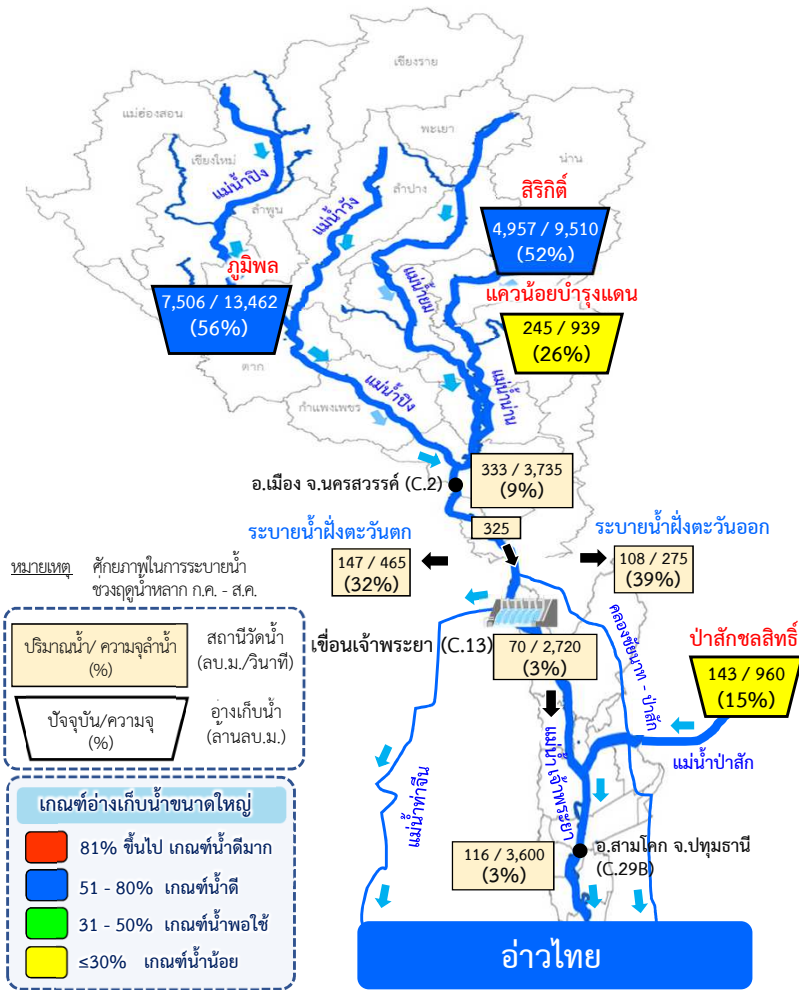 เชียงราย
แม่ฮ่องสอน
พะเยา
เชียงใหม่
น่าน
แม่น้ำปิง
ลำปาง
ลำพูน
แม่น้ำวัง
สิริกิติ์
4,957 / 9,510
(52%)
ภูมิพล
7,506 / 13,462
(56%)
แม่น้ำยม
แควน้อยบำรุงแดน
245 / 939
(26%)
ตาก
แม่น้ำปิง
แม่น้ำน่าน
กำแพงเพชร
อ.เมือง จ.นครสวรรค์ (C.2)
333 / 3,735
(9%)
325
ระบายน้ำฝั่งตะวันตก
147 / 465
(32%)
ระบายน้ำฝั่งตะวันออก
108 / 275
(39%)
หมายเหตุ ศักยภาพในการระบายน้ำ
ช่วงฤดูน้ำหลาก ก.ค. - ส.ค.
ปริมาณน้ำ/ ความจุลำน้ำ
(%)
สถานีวัดน้ำ
(ลบ.ม./วินาที)
ปัจจุบัน/ความจุ
(%)
อ่างเก็บน้ำ
(ล้านลบ.ม.)
เขื่อนเจ้าพระยา (C.13)
70 / 2,720
(3%)
คลองชัยนาท - ป่าสัก
ป่าสักชลสิทธิ์
143 / 960
(15%)
แม่น้ำป่าสัก
แม่น้ำเจ้าพระยา
แม่น้ำท่าจีน
116 / 3,600
(3%)
อ.สามโคก จ.ปทุมธานี
(C.29B)
เกณฑ์อ่างเก็บน้ำขนาดใหญ่
81% ขึ้นไป เกณฑ์น้ำดีมาก
51 - 80% เกณฑ์น้ำดี
31 - 50% เกณฑ์น้ำพอใช้
≤30% เกณฑ์น้ำน้อย
อ่าวไทย